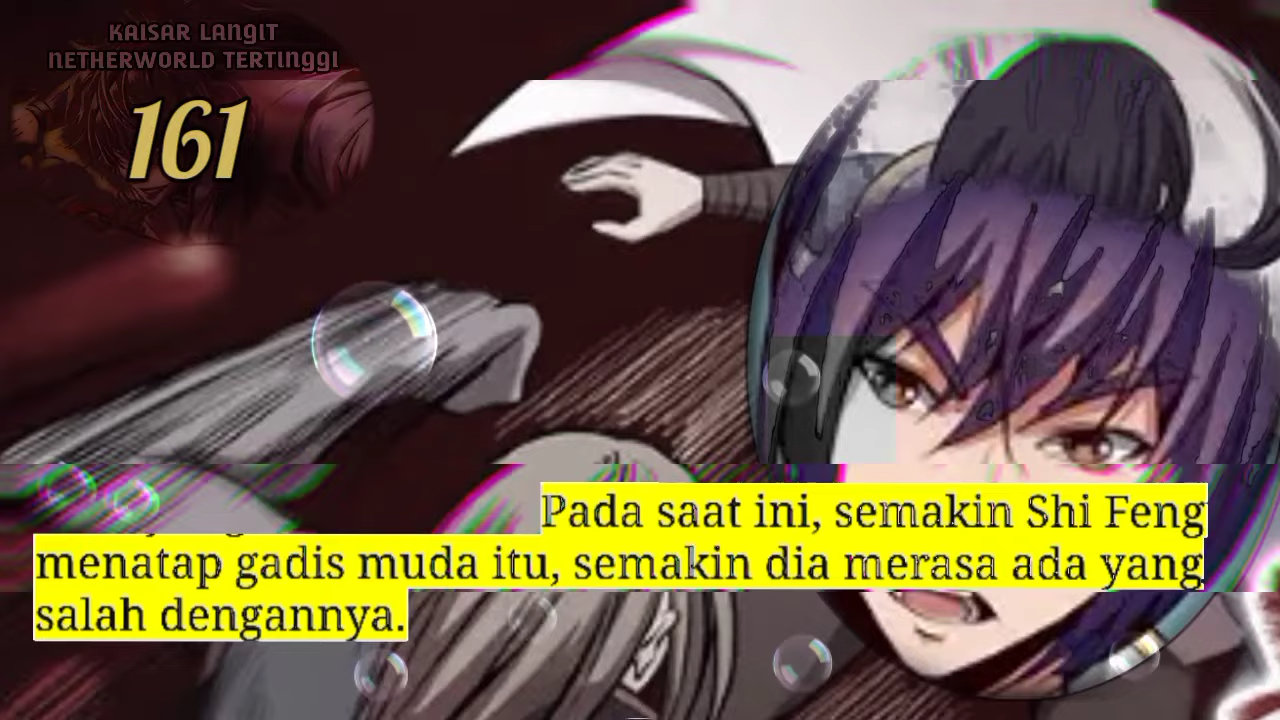 KAISAR LANGIT
NETHERWORLD TERTINGGI
161
Pada saat ini, semakin Shi Feng
menatap gadis muda itu, semakin dia merasa ada yang
salah dengannya.